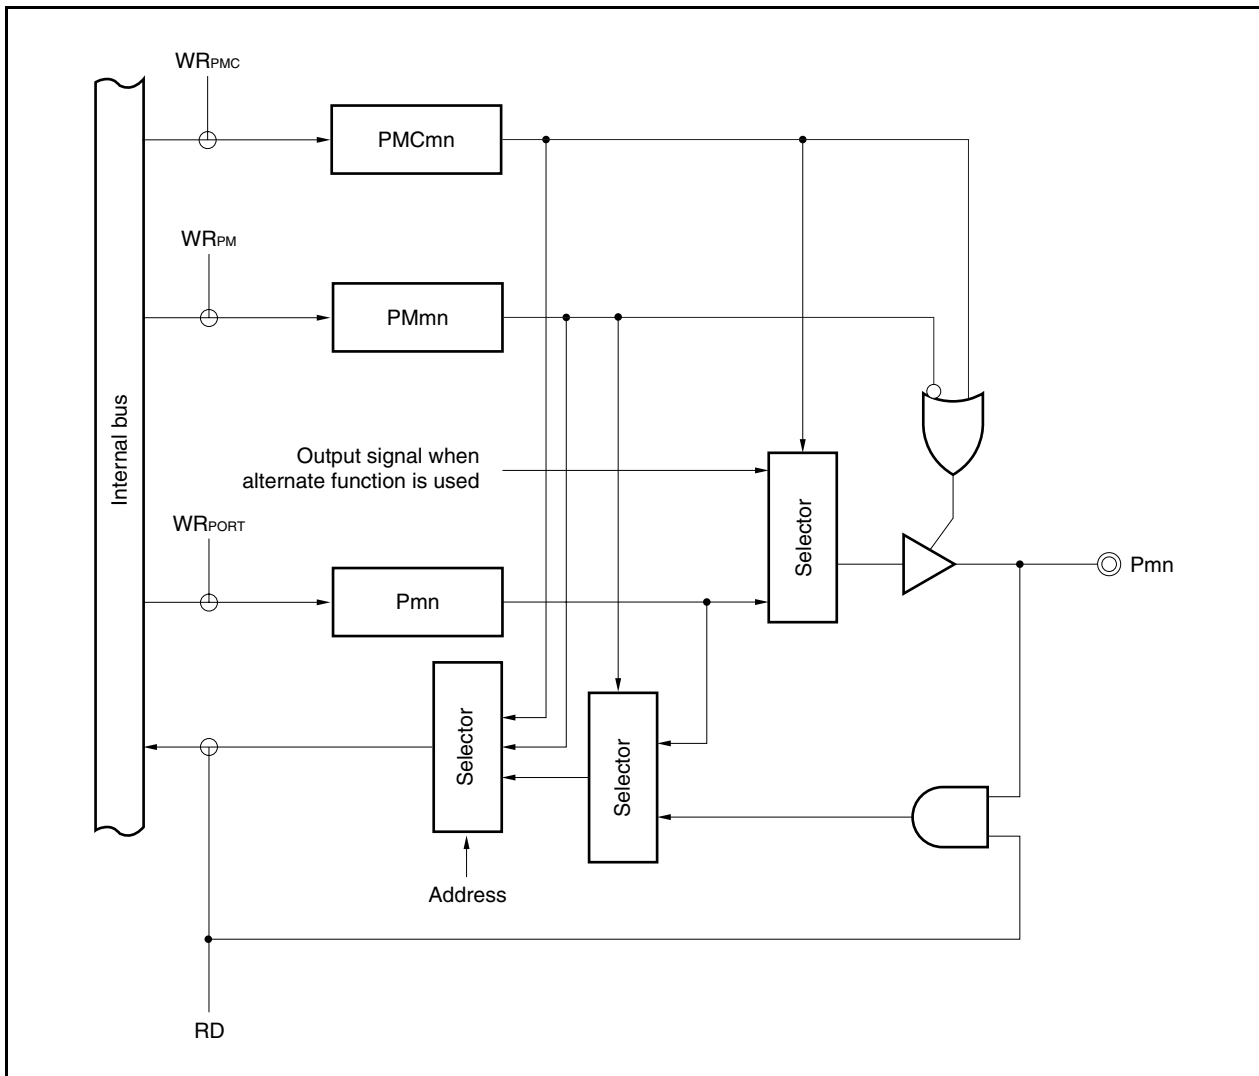 WRPMC
PMCmn
WRPM
PMmn
Internal bus
Output signal when
alternate function is used
Selector
WRPORT
Pmn
Pmn
Selector
Selector
Address
RD